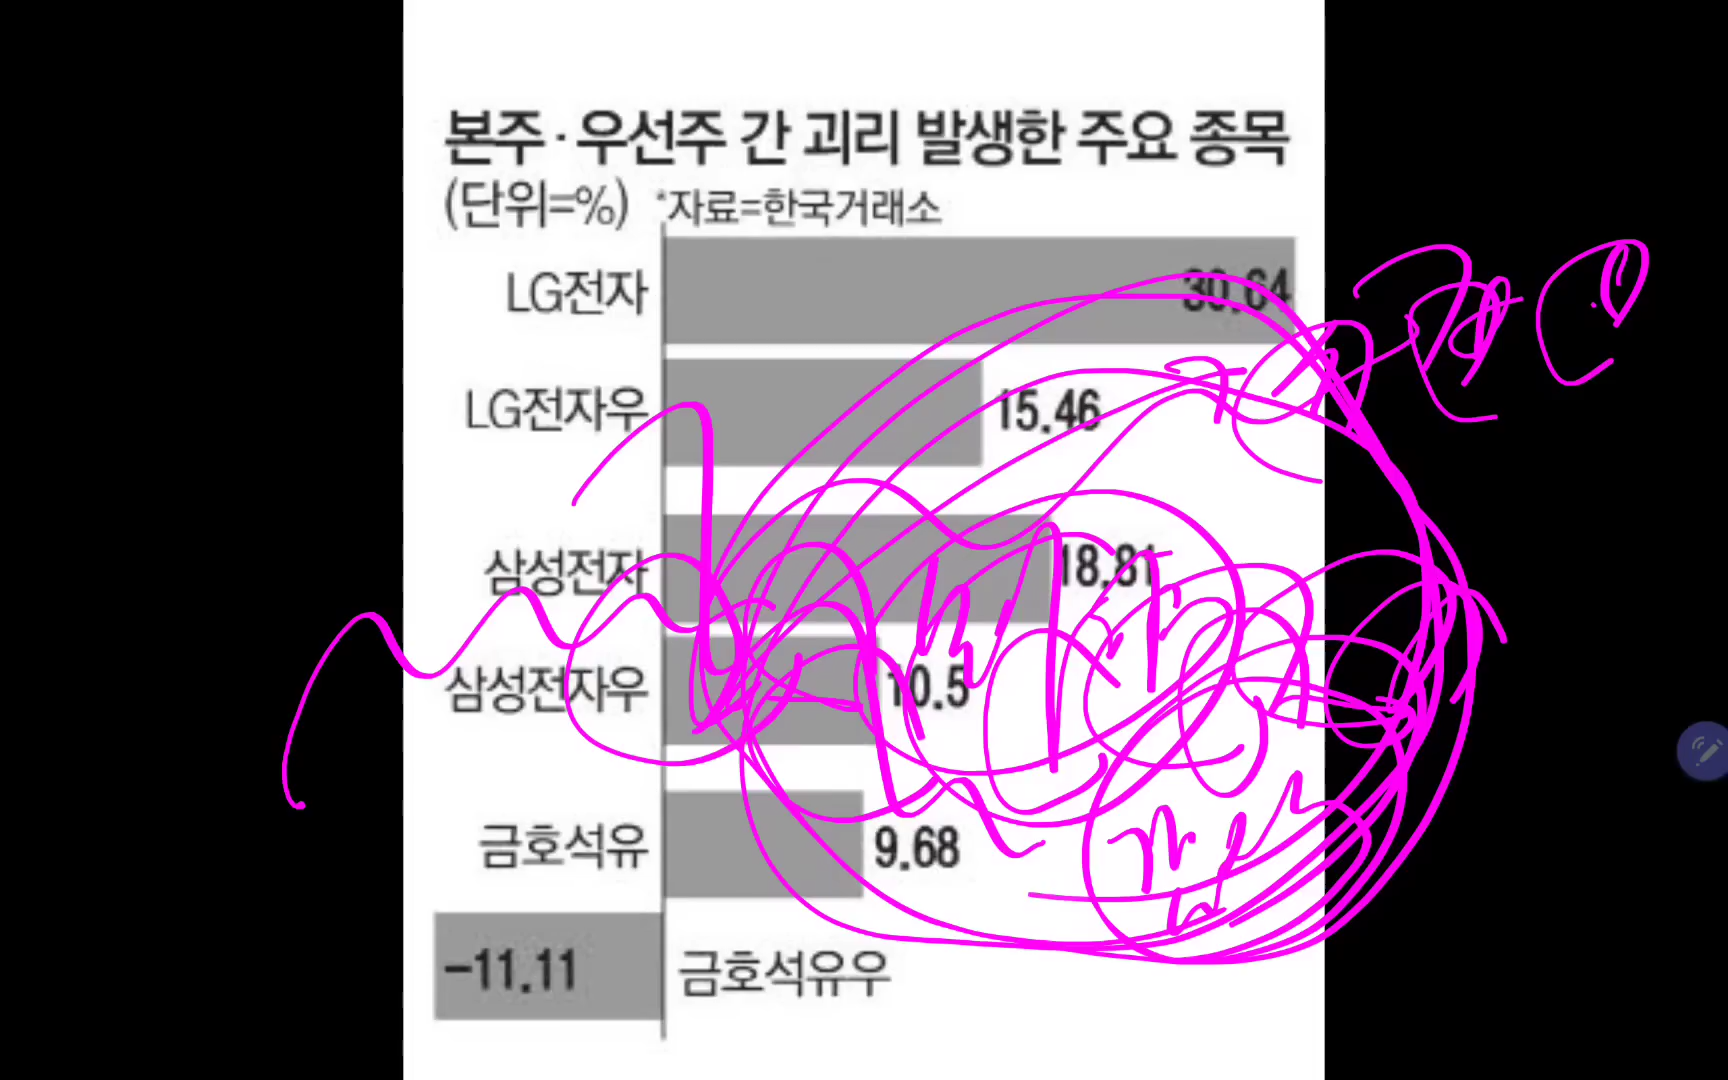 본주·우선주 간 괴리 발생한 주요 종목
(단위=%) *자료=한국거래소
LG전자 30.64
LG전자우 15.46
삼성전자 18.81
삼성전자우 10.5
금호석유 9.68
-11.11 금호석유우